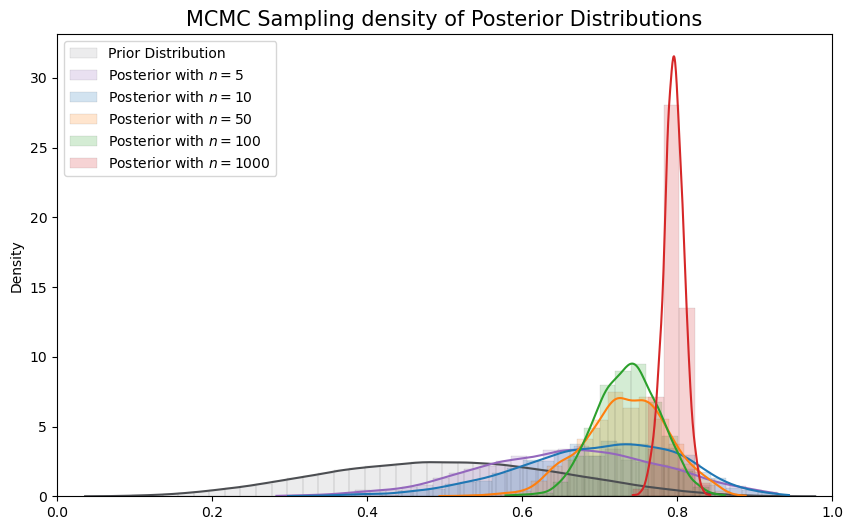 MCMC Sampling density of Posterior Distributions
Prior Distribution
Posterior with n = 5
Posterior with n = 10
Posterior with n = 50
Posterior with n = 100
Posterior with n = 1000
Density
30
25
20
15
10
5
0
0.0 0.2 0.4 0.6 0.8 1.0